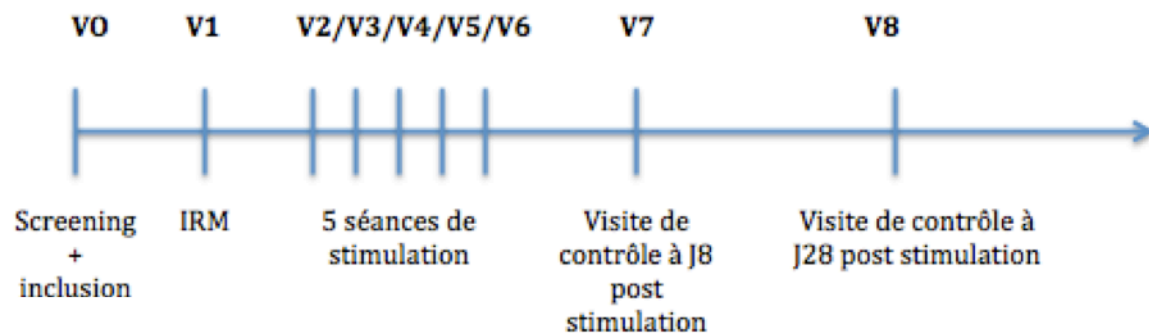 V0
V1
V2/V3/V4/V5/V6
V7
V8
Screening
+
inclusion
IRM
5 séances de
stimulation
Visite de
contrôle à J8
post
stimulation
Visite de contrôle à
J28 post stimulation